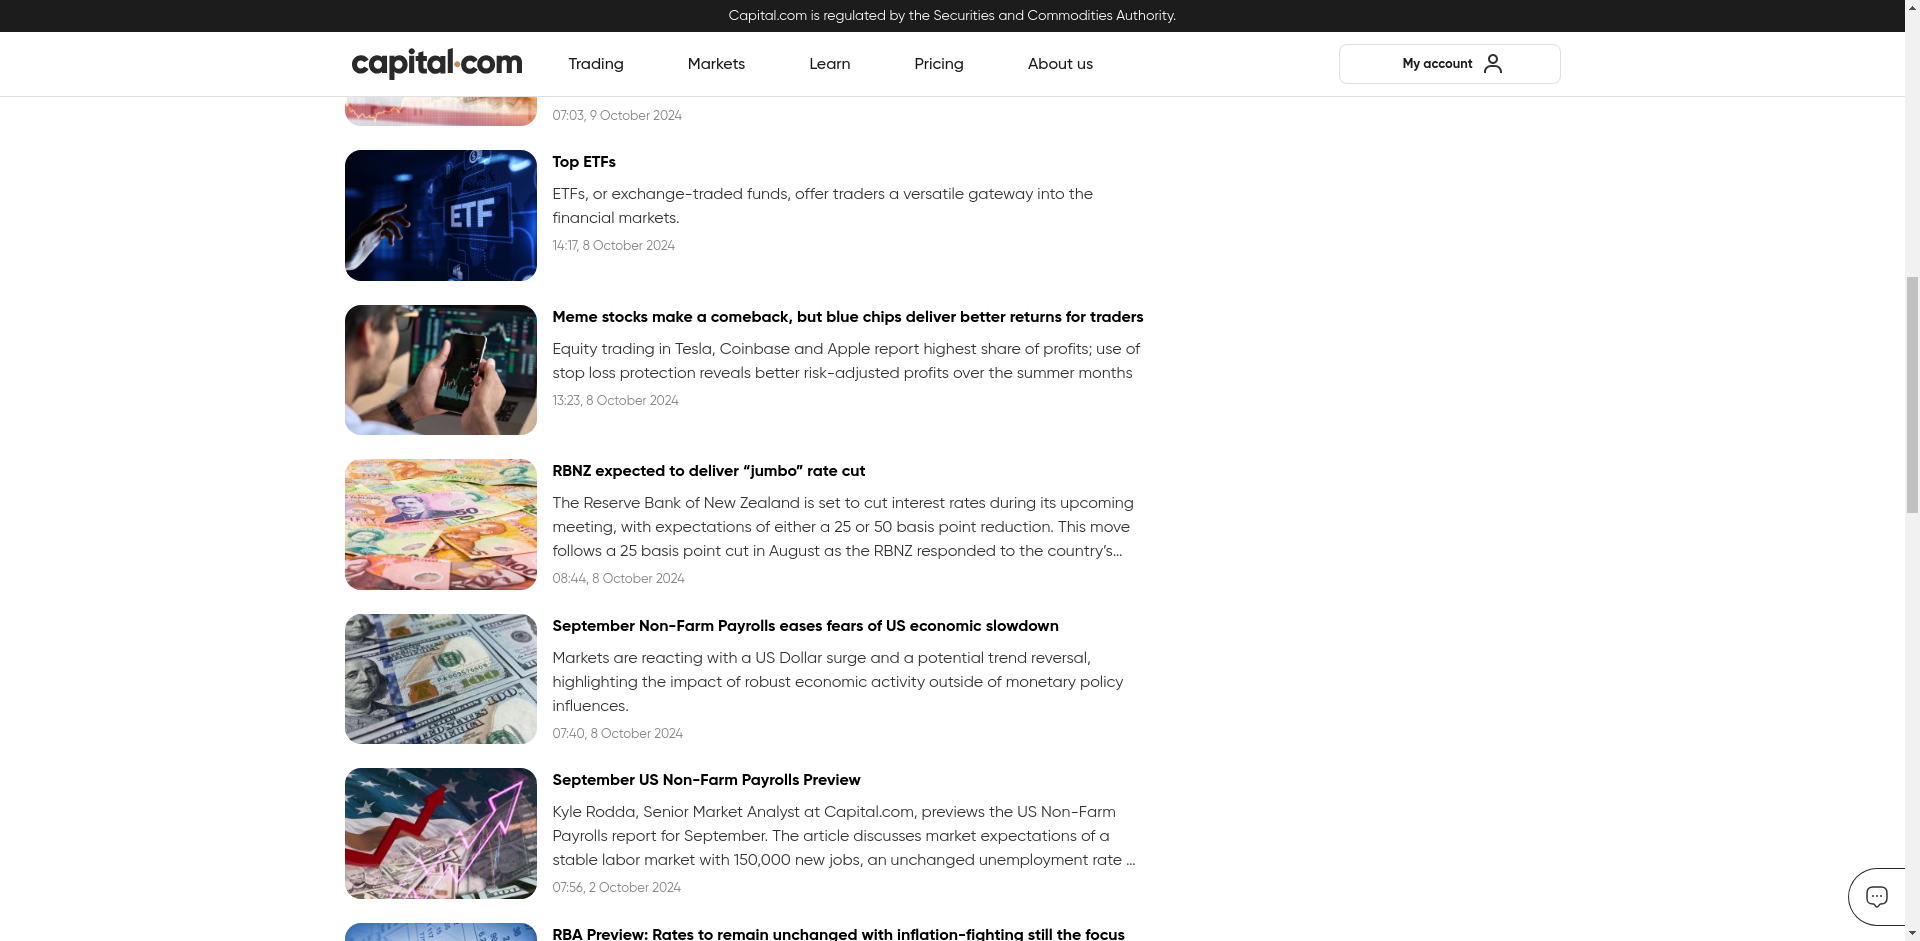 Capital.com is regulated by the Securities and Commodities Authority.
capital.com
Trading
Markets
Learn
Pricing
About us
My account
07:03, 9 October 2024
ETF
Top ETFs
ETFs, or exchange-traded funds, offer traders a versatile gateway into the
financial markets.
14:17, 8 October 2024
Meme stocks make a comeback, but blue chips deliver better returns for traders
Equity trading in Tesla, Coinbase and Apple report highest share of profits; use of
stop loss protection reveals better risk-adjusted profits over the summer months
13:23, 8 October 2024
RBNZ expected to deliver “jumbo” rate cut
The Reserve Bank of New Zealand is set to cut interest rates during its upcoming
meeting, with expectations of either a 25 or 50 basis point reduction. This move
follows a 25 basis point cut in August as the RBNZ responded to the country’s...
08:44, 8 October 2024
September Non-Farm Payrolls eases fears of US economic slowdown
Markets are reacting with a US Dollar surge and a potential trend reversal,
highlighting the impact of robust economic activity outside of monetary policy
influences.
07:40, 8 October 2024
September US Non-Farm Payrolls Preview
Kyle Rodda, Senior Market Analyst at Capital.com, previews the US Non-Farm
Payrolls report for September. The article discusses market expectations of a
stable labor market with 150,000 new jobs, an unchanged unemployment rate ...
07:56, 2 October 2024
RBA Preview: Rates to remain unchanged with inflation-fighting still the focus